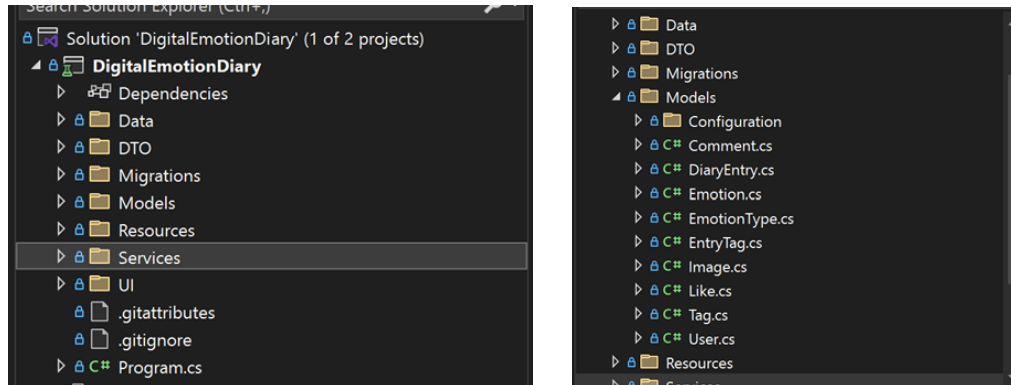 Search Solution Explorer (Ctrl+;)
Solution 'DigitalEmotionDiary' (1 of 2 projects)
DigitalEmotionDiary
Dependencies
Data
DTO
Migrations
Models
Resources
Services
UI
.gitattributes
.gitignore
C# Program.cs
Data
DTO
Migrations
Models
Configuration
C# Comment.cs
C# DiaryEntry.cs
C# Emotion.cs
C# EmotionType.cs
C# EntryTag.cs
C# Image.cs
C# Like.cs
C# Tag.cs
C# User.cs
Resources
Services